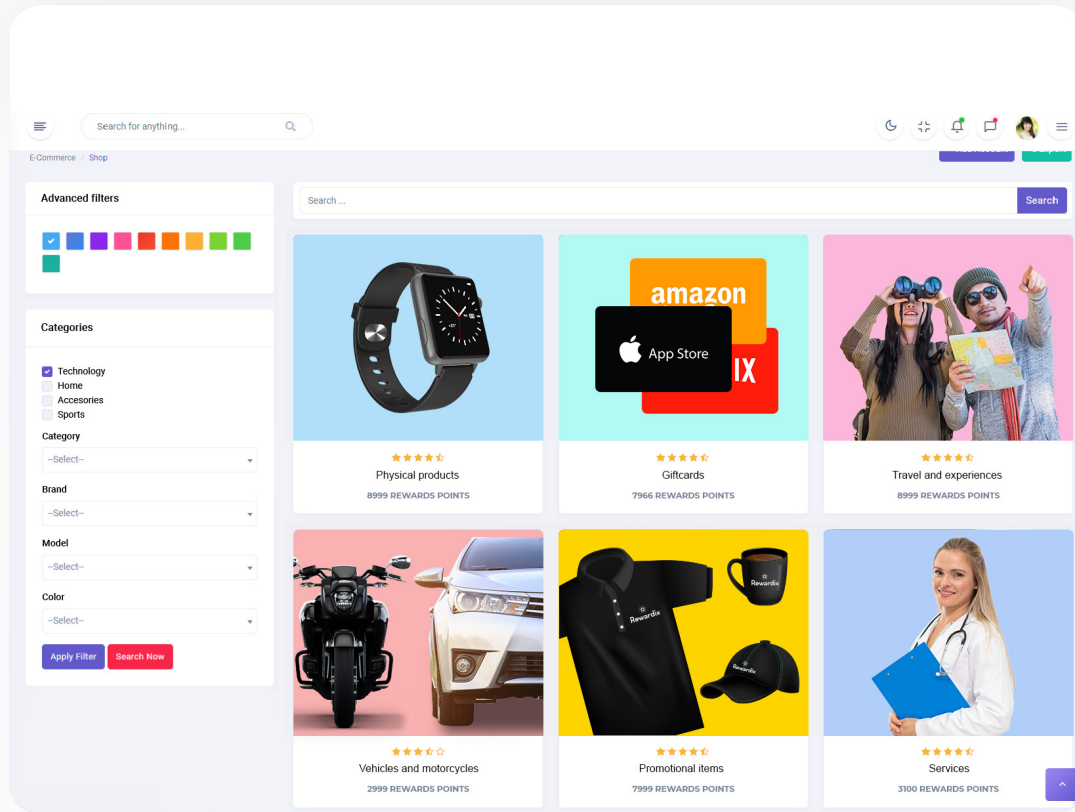 Search for anything...
E-Commerce / Shop
Advanced filters
Search ...
Search
amazon
App Store
IX
Physical products
8999 REWARDS POINTS
Giftcards
7966 REWARDS POINTS
Travel and experiences
8999 REWARDS POINTS
Categories
Technology
Home
Accesories
Sports
Category
--Select--
Brand
--Select--
Model
--Select--
Color
--Select--
Apply Filter
Search Now
Rewardix
Rewardix
Rewardix
Vehicles and motorcycles
2999 REWARDS POINTS
Promotional items
7999 REWARDS POINTS
Services
3100 REWARDS POINTS